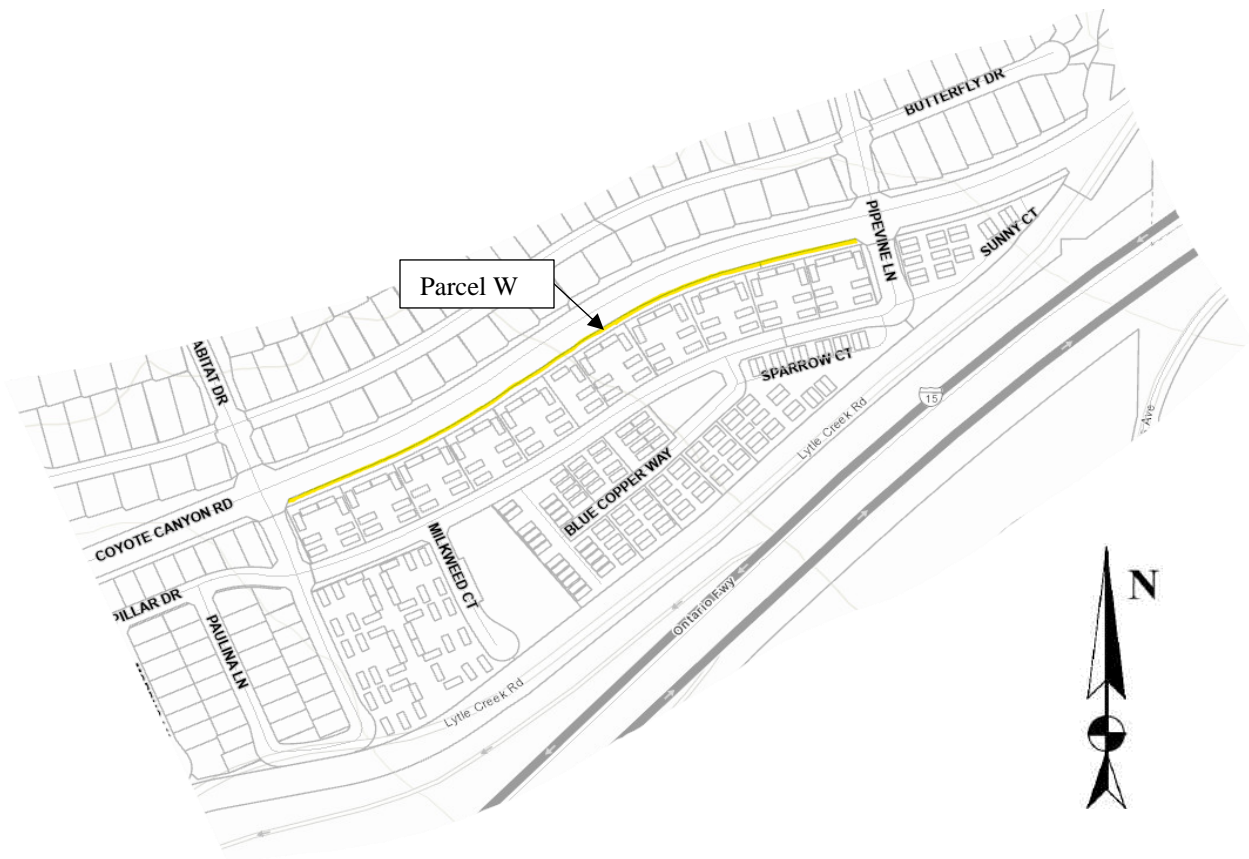 BUTTERFLY DR
PIPEVINE LN
SUNNY CT
Parcel W
ABITAT DR
SPARROW CT
15
Lytle Creek Rd
Ave
COYOTE CANYON RD
BLUE COPPER WAY
MILKWEED CT
N
PILLAR DR
PAULINA LN
Ontario Fwy
Lytle Creek Rd